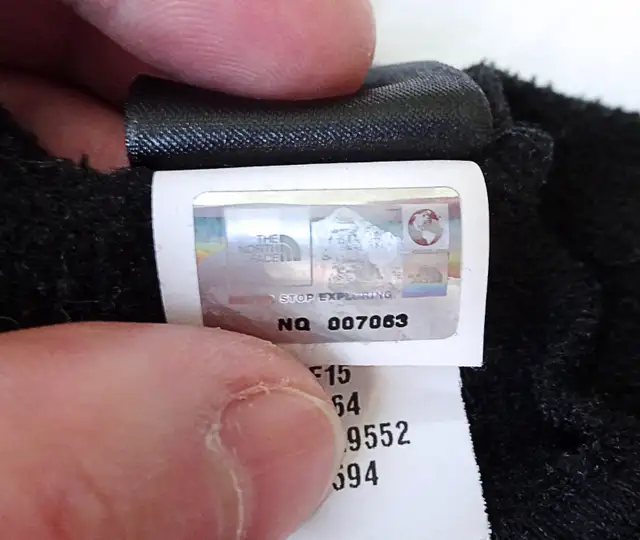 THE
NORTH
FACE
STOP EXPLORING
NQ 007063
F15
64
9552
594